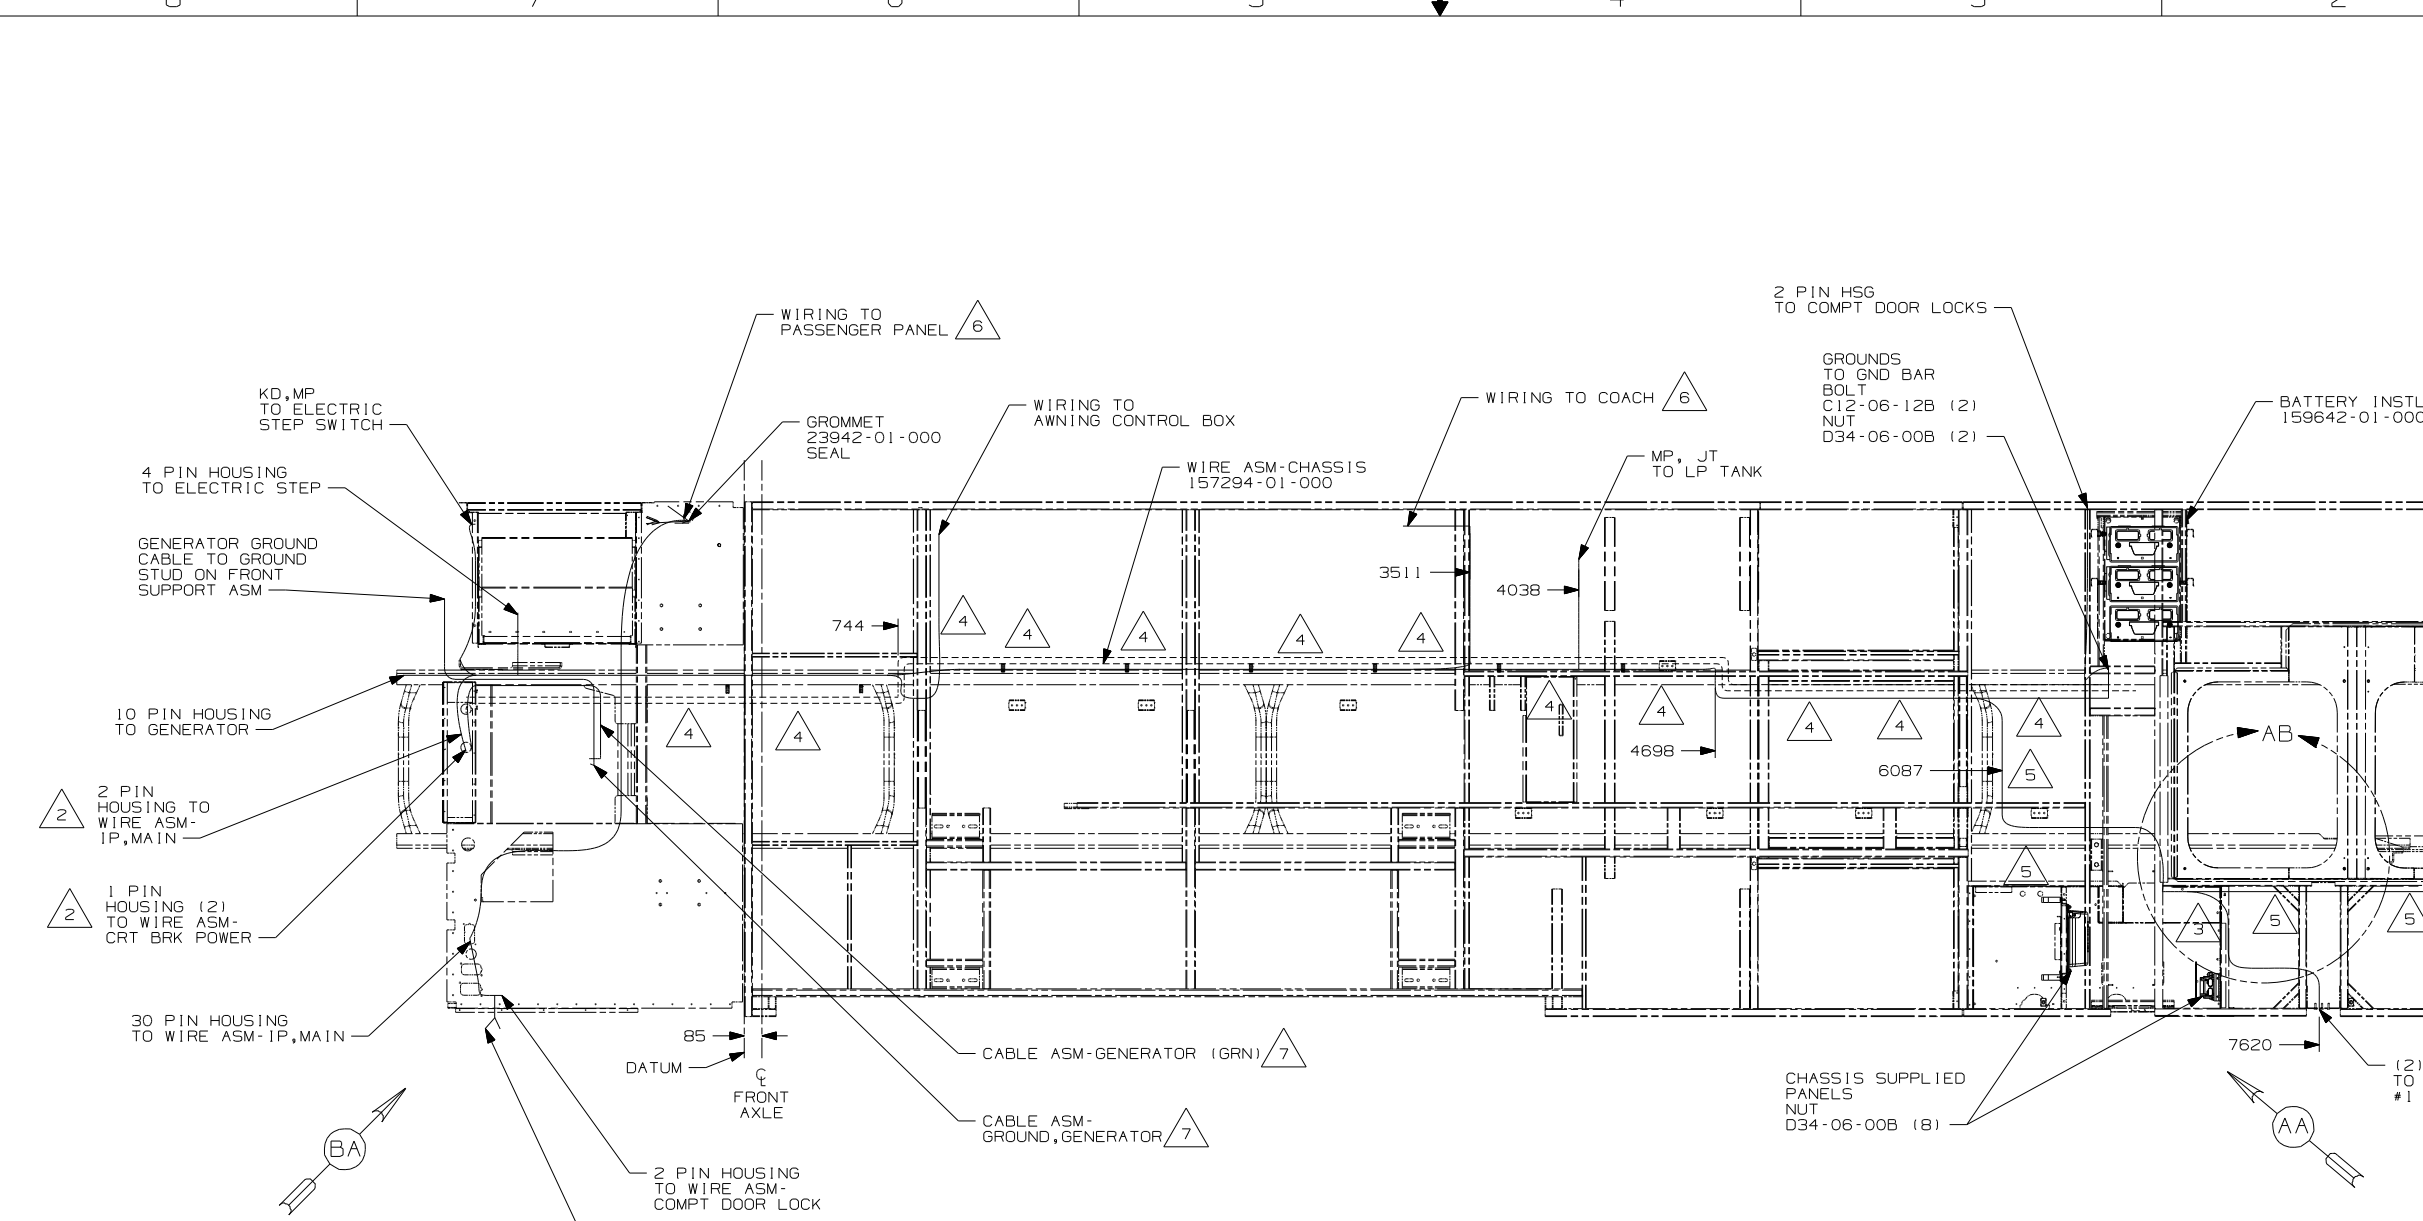 WIRING TO
PASSENGER PANEL
6
2 PIN HSG
TO COMPT DOOR LOCKS
GROUNDS
TO GND BAR
BOLT
C12-06-12B (2)
NUT
D34-06-00B (2)
KD,MP
TO ELECTRIC
STEP SWITCH
GROMMET
23942-01-000
SEAL
WIRING TO
AWNING CONTROL BOX
WIRING TO COACH
6
BATTERY INSTL
159642-01-000
4 PIN HOUSING
TO ELECTRIC STEP
WIRE ASM-CHASSIS
157294-01-000
MP, JT
TO LP TANK
GENERATOR GROUND
CABLE TO GROUND
STUD ON FRONT
SUPPORT ASM
3511
4038
744
4
4
4
4
4
10 PIN HOUSING
TO GENERATOR
4
4
4
4
4
4
4
4698
6087
5
AB
2
2 PIN
HOUSING TO
WIRE ASM-
IP,MAIN
2
1 PIN
HOUSING (2)
TO WIRE ASM-
CRT BRK POWER
5
3
5
5
30 PIN HOUSING
TO WIRE ASM-IP,MAIN
85
DATUM
FRONT
AXLE
CABLE ASM-GENERATOR (GRN)
7
CABLE ASM-
GROUND,GENERATOR
7
7620
CHASSIS SUPPLIED
PANELS
NUT
D34-06-00B (8)
(2)
TO
#1
BA
AA
2 PIN HOUSING
TO WIRE ASM-
COMPT DOOR LOCK